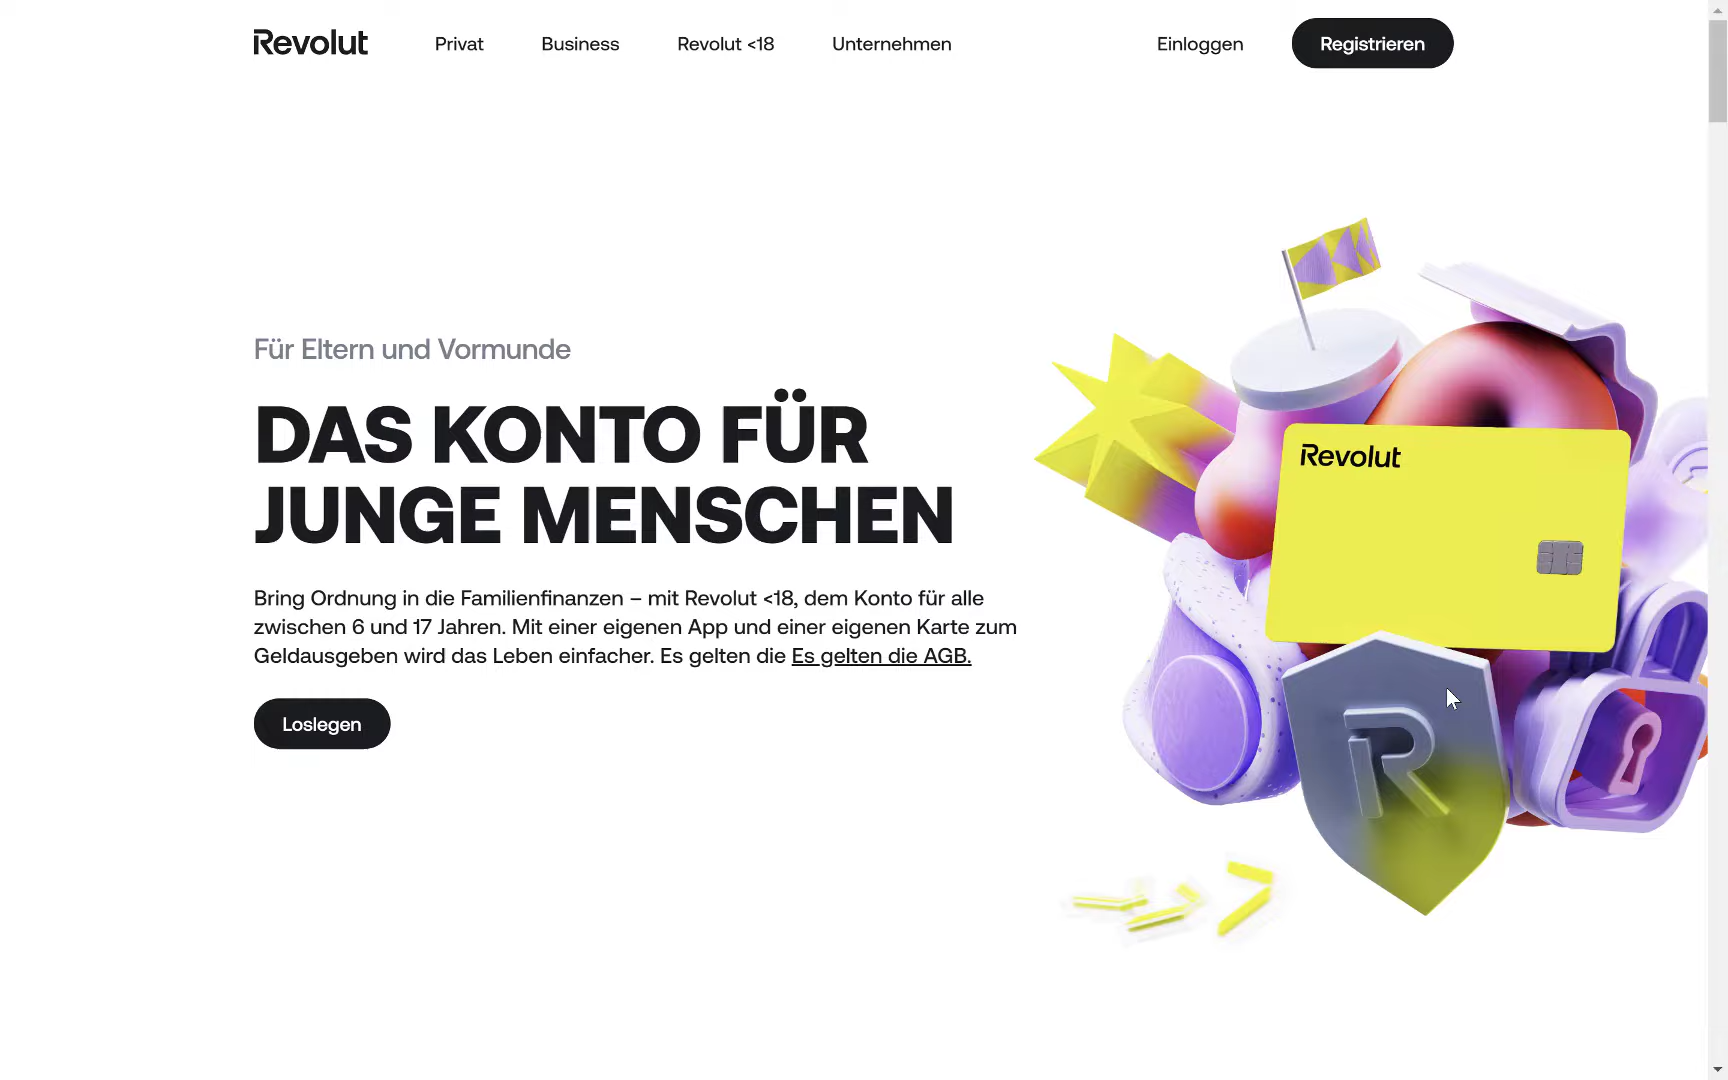 Revolut
Privat
Business
Revolut <18
Unternehmen
Einloggen
Registrieren
Für Eltern und Vormunde
DAS KONTO FÜR
JUNGE MENSCHEN
Bring Ordnung in die Familienfinanzen – mit Revolut <18, dem Konto für alle
zwischen 6 und 17 Jahren. Mit einer eigenen App und einer eigenen Karte zum
Geldausgeben wird das Leben einfacher. Es gelten die Es gelten die AGB.
Loslegen
Revolut
R